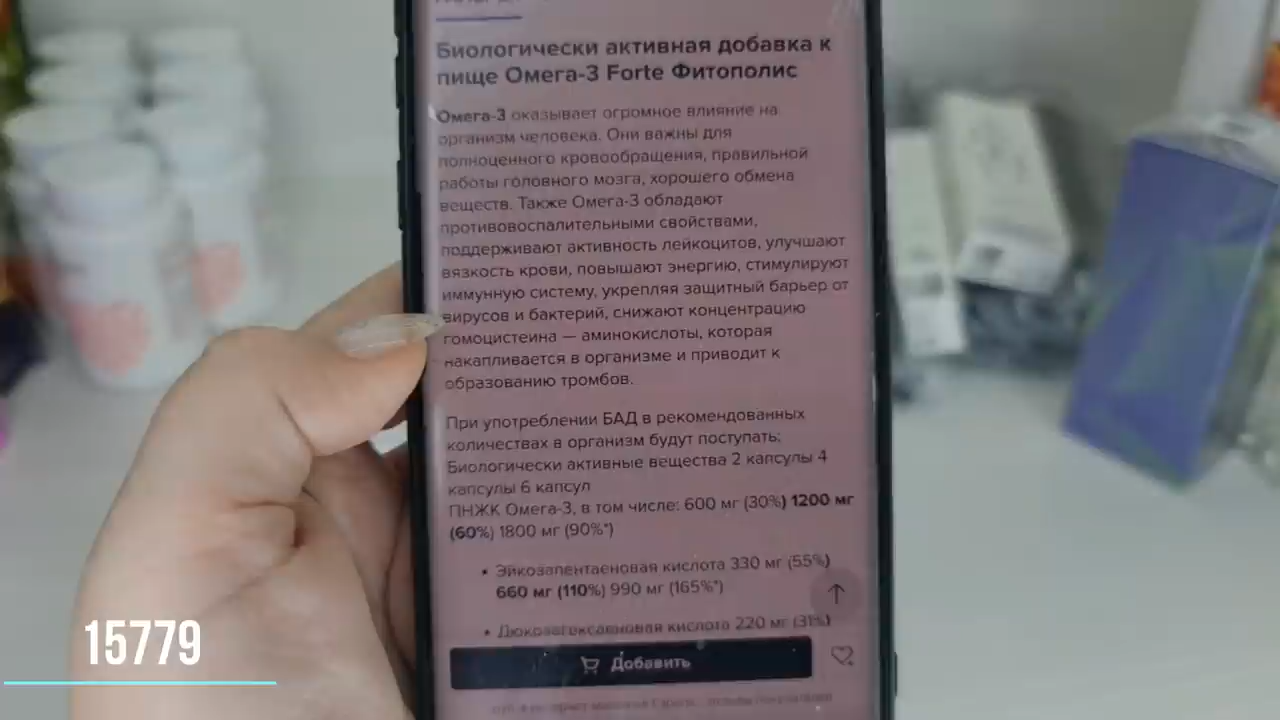 Биологически активная добавка к
пище Омега-3 Forte Фитополис
Омега-3 оказывает огромное влияние на
организм человека. Они важны для
полноценного кровообращения, правильной
работы головного мозга, хорошего обмена
веществ. Также Омега-3 обладают
противовоспалительными свойствами,
поддерживают активность лейкоцитов, улучшают
вязкость крови, повышают энергию, стимулируют
иммунную систему, укрепляя защитный барьер от
вирусов и бактерий, снижают концентрацию
гомоцистеина — аминокислоты, которая
накапливается в организме и приводит к
образованию тромбов.
При употреблении БАД в рекомендованных
количествах в организм будут поступать:
Биологически активные вещества 2 капсулы 4
капсулы 6 капсул
ПНЖК Омега-3, в том числе: 600 мг (30%) 1200 мг
(60%) 1800 мг (90%*)
• Эйкозапентаеновая кислота 330 мг (55%)
660 мг (110%) 990 мг (165%*)
• кислота 220 мг (31%)
Добавить
15779